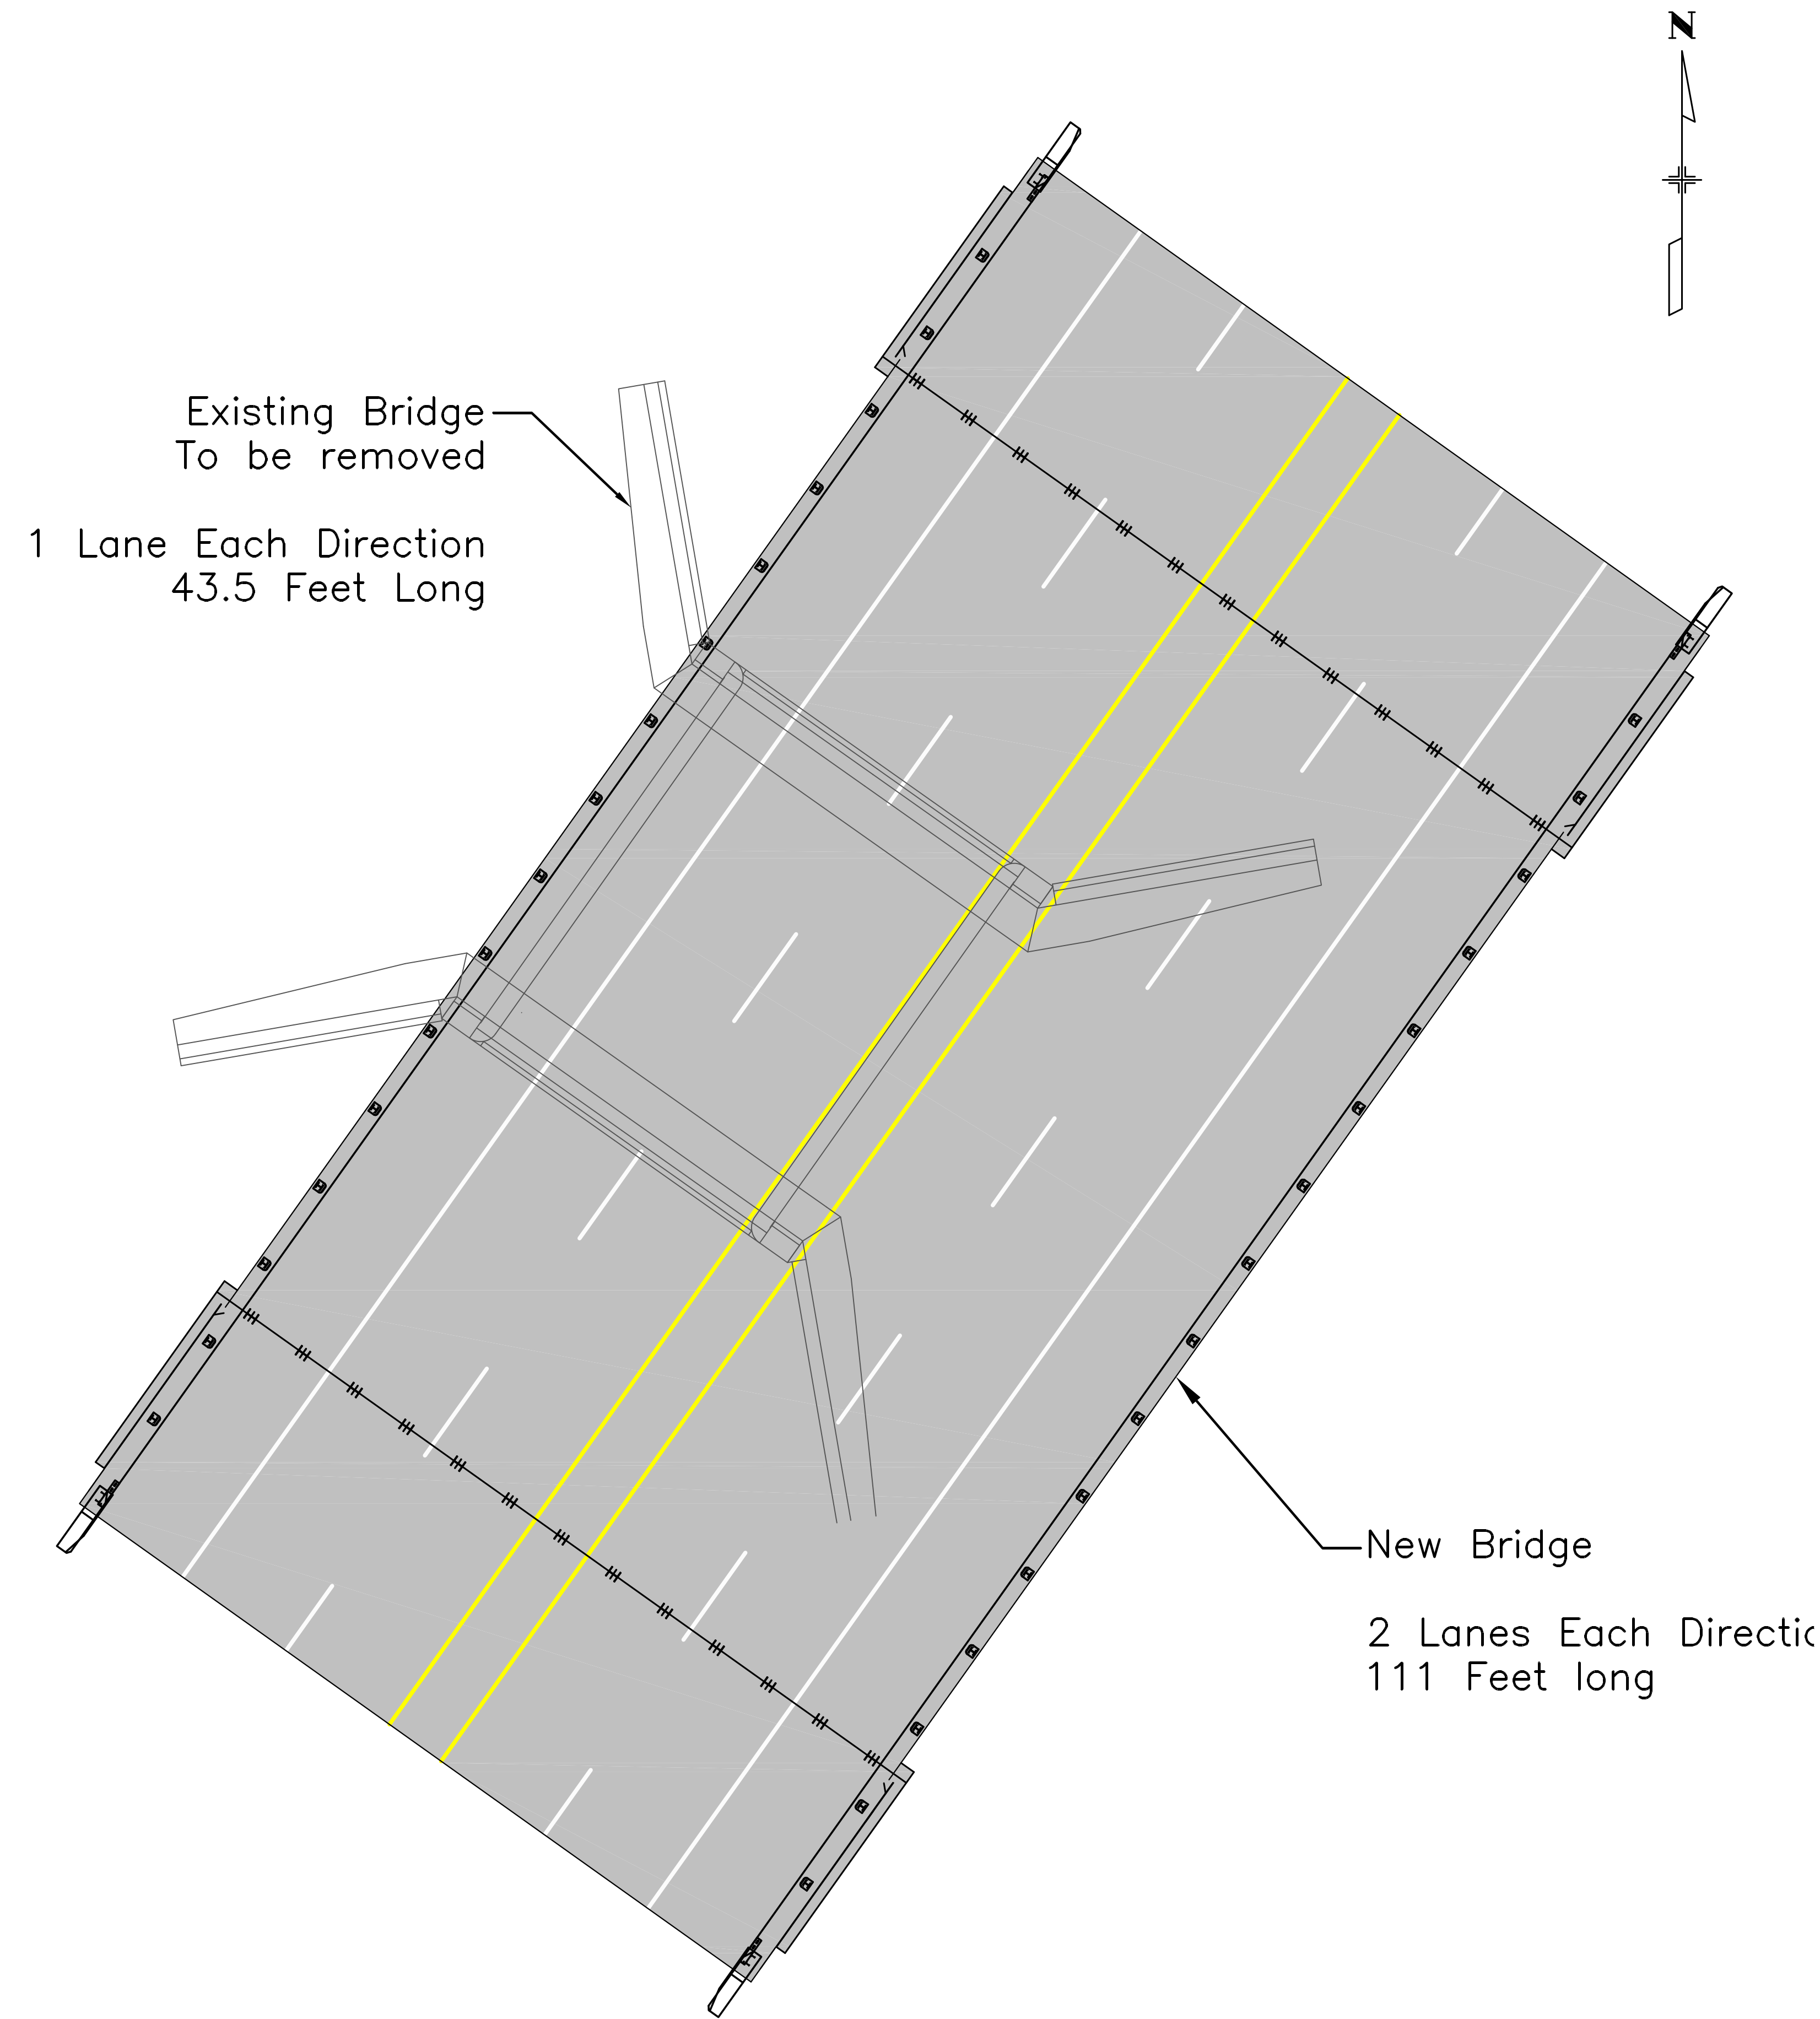 N
Existing Bridge
To be removed
1 Lane Each Direction
43.5 Feet Long
New Bridge
2 Lanes Each Directio
111 Feet long